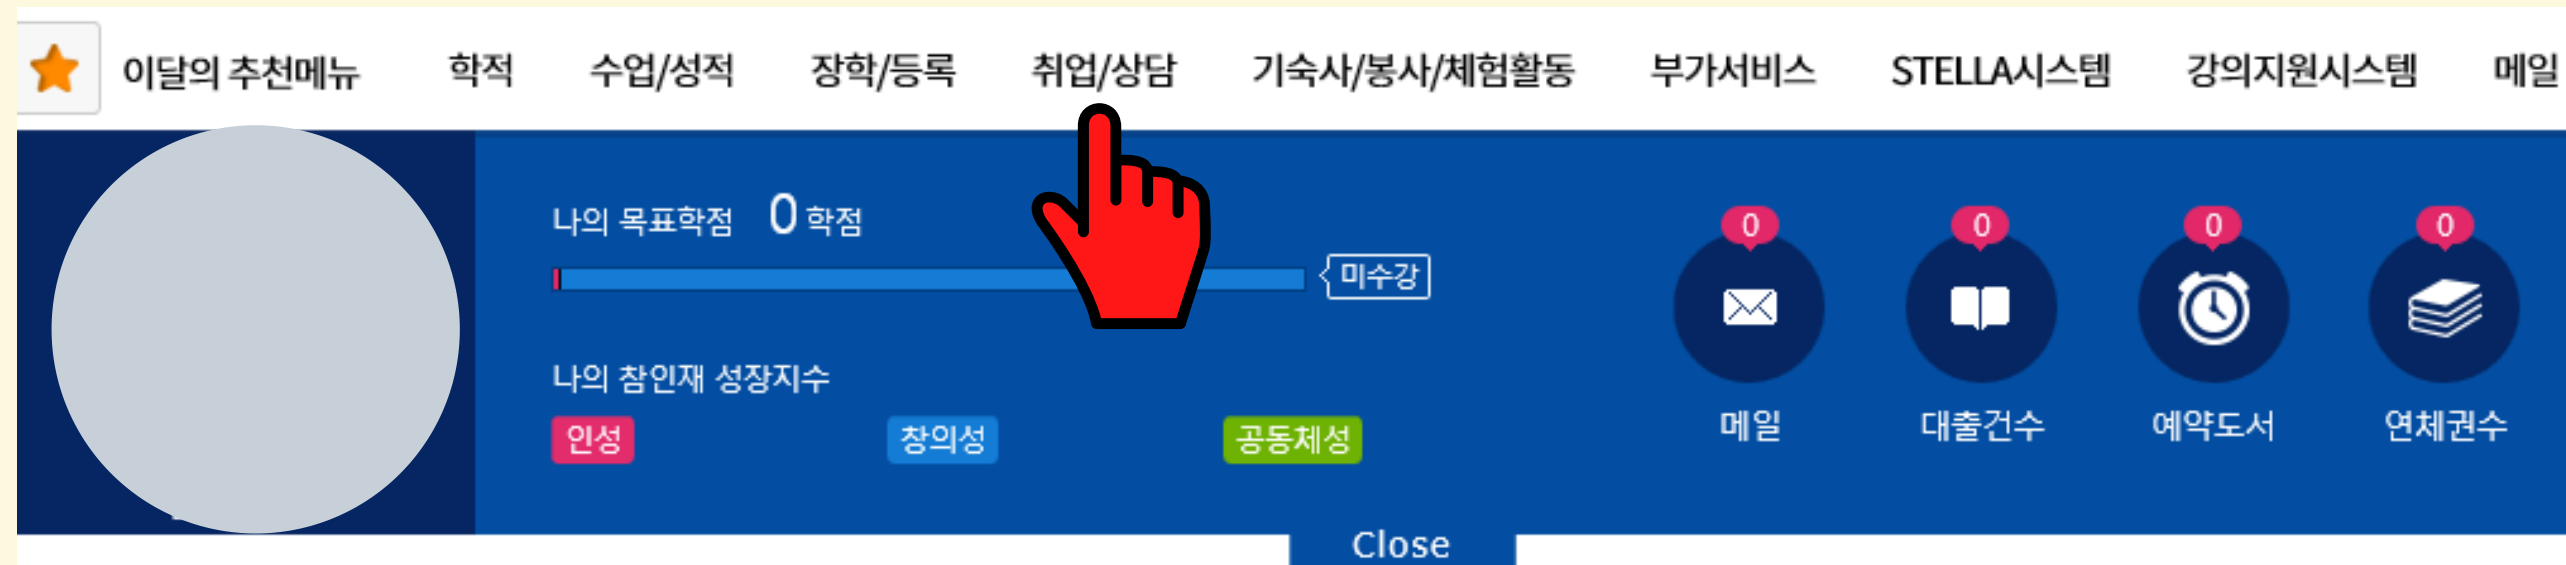 이달의 추천메뉴 학적 수업/성적 장학/등록 취업/상담 기숙사/봉사/체험활동 부가서비스 STELLA시스템 강의지원시스템 메일
나의 목표학점 0 학점
미수강
나의 참인재 성장지수
인성 창의성 공동체성
0 0 0 0
메일 대출건수 예약도서 연체권수
Close